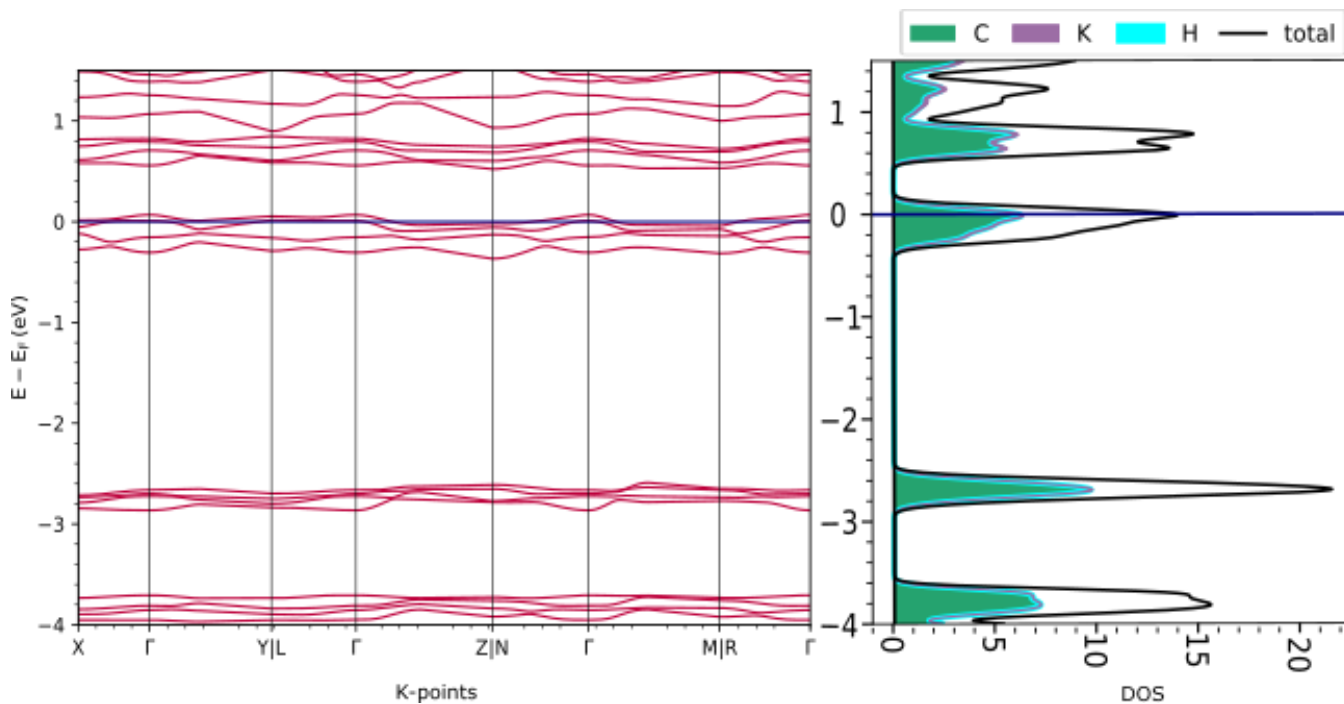 C K H total
1
0
−1
−2
−3
−4
E − E_F (eV)
X Γ Y|L Γ Z|N Γ M|R Γ
K-points
1
0
−1
−2
−3
−4
0 5 10 15 20
DOS